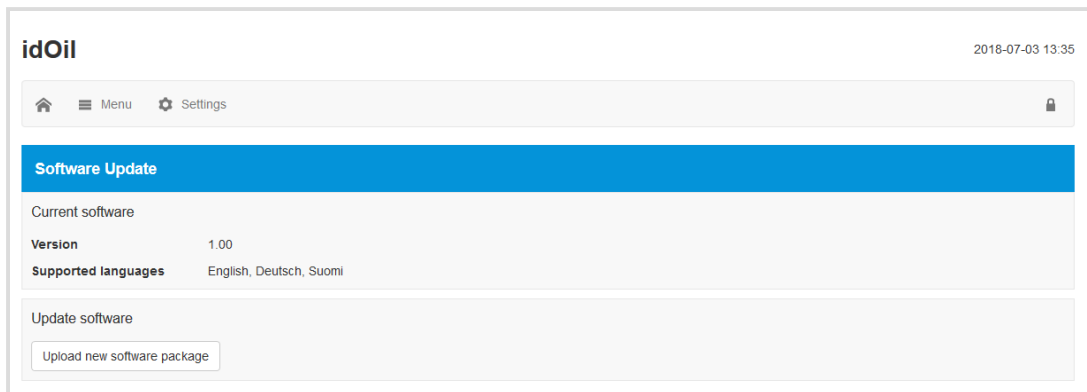 idOil
2018-07-03 13:35
Menu Settings
Software Update
Current software
Version 1.00
Supported languages English, Deutsch, Suomi
Update software
Upload new software package